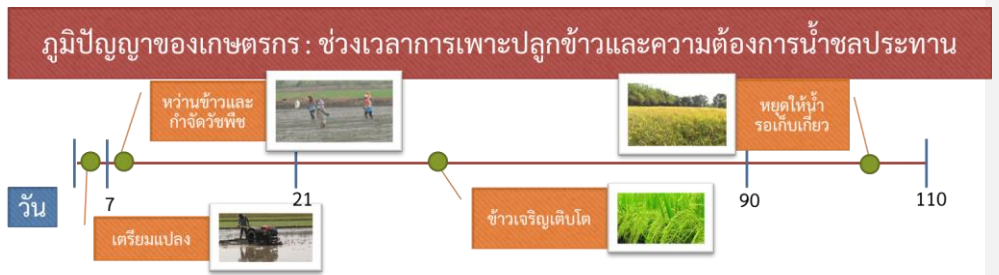 ภูมิปัญญาของเกษตรกร : ช่วงเวลาการเพาะปลูกข้าวและความต้องการน้ำชลประทาน
หว่านข้าวและ
กำจัดวัชพืช
หยุดให้น้ำ
รอเก็บเกี่ยว
วัน
7
21
90
110
เตรียมแปลง
ข้าวเจริญเติบโต